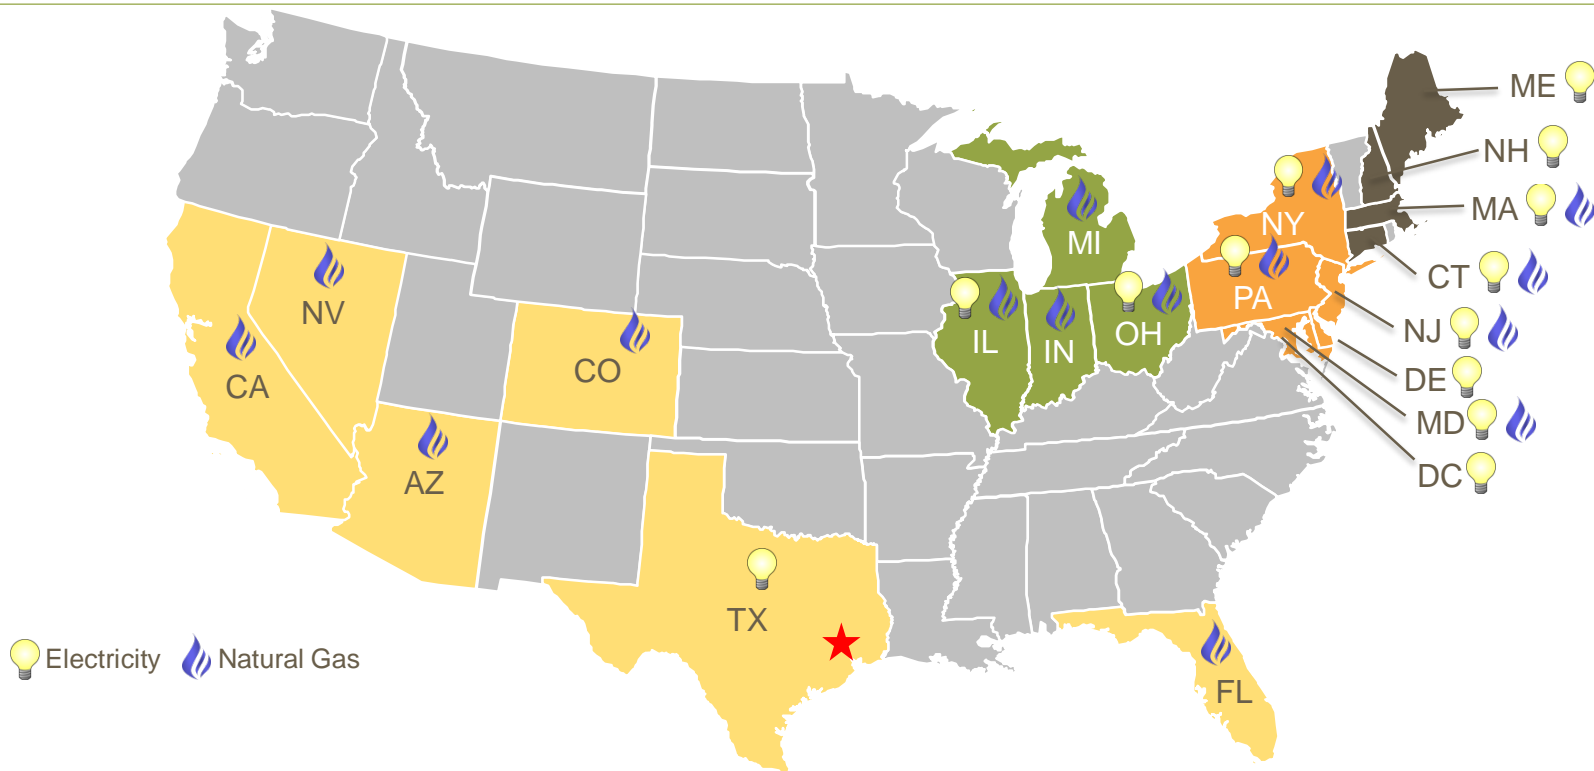 ME
NH
MA
NY
MI
CT
PA
NV
IL
IN
OH
NJ
CO
DE
CA
MD
AZ
DC
TX
Electricity
Natural Gas
FL